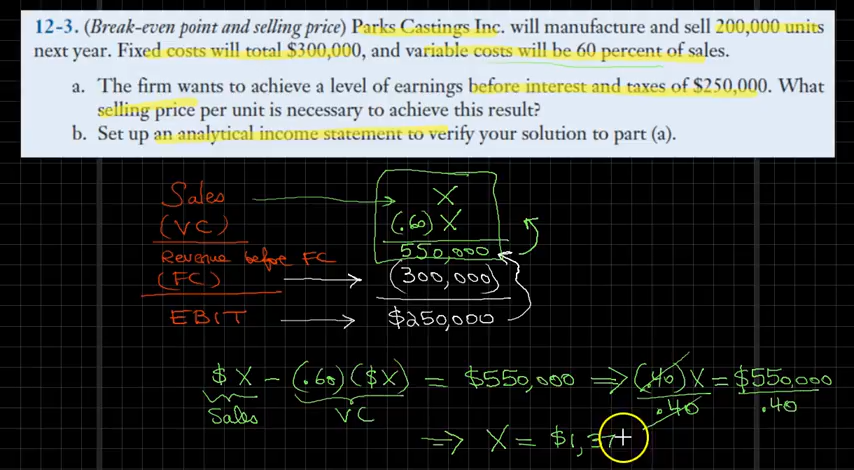 12-3. (Break-even point and selling price) Parks Castings Inc. will manufacture and sell 200,000 units
next year. Fixed costs will total $300,000, and variable costs will be 60 percent of sales.
a. The firm wants to achieve a level of earnings before interest and taxes of $250,000. What
selling price per unit is necessary to achieve this result?
b. Set up an analytical income statement to verify your solution to part (a).
Sales X
(VC) (.60) X
Revenue before FC 550,000
(FC) (300,000)
EBIT $250,000
$ X - (.60) ($ X) = $550,000 => (.40) X = $550,000
Sales VC .40 .40
=> X = $1,37